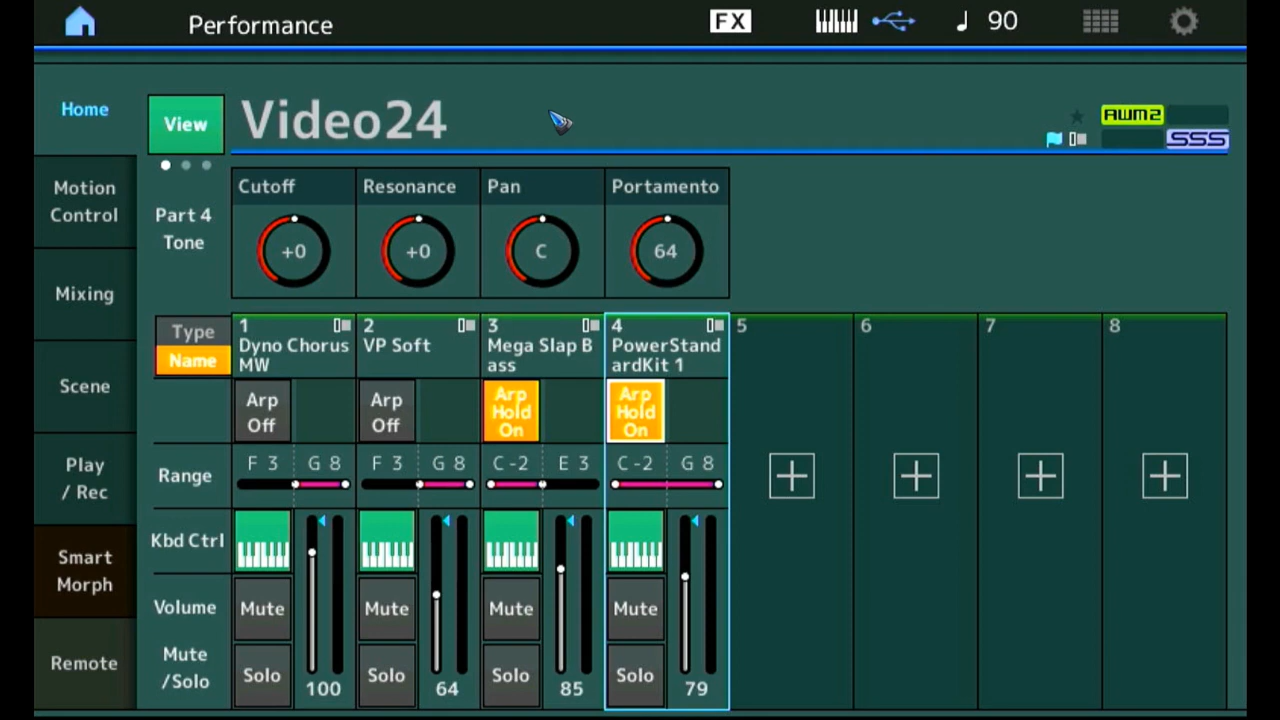 Performance
FX
90
Home
View
Video24
AWM2
SSS
Motion
Control
Part 4
Tone
Cutoff
+0
Resonance
+0
Pan
C
Portamento
64
Mixing
Scene
Play
/ Rec
Smart
Morph
Remote
Type
Name
1
Dyno Chorus
MW
2
VP Soft
3
Mega Slap B
ass
4
PowerStand
ardKit 1
5
6
7
8
Arp
Off
Arp
Off
Arp
Hold
On
Arp
Hold
On
Range
F 3 G 8
F 3 G 8
C -2 E 3
C -2 G 8
Kbd Ctrl
Volume
Mute
Mute
Mute
Mute
Mute
/Solo
Solo
100
Solo
64
Solo
85
Solo
79